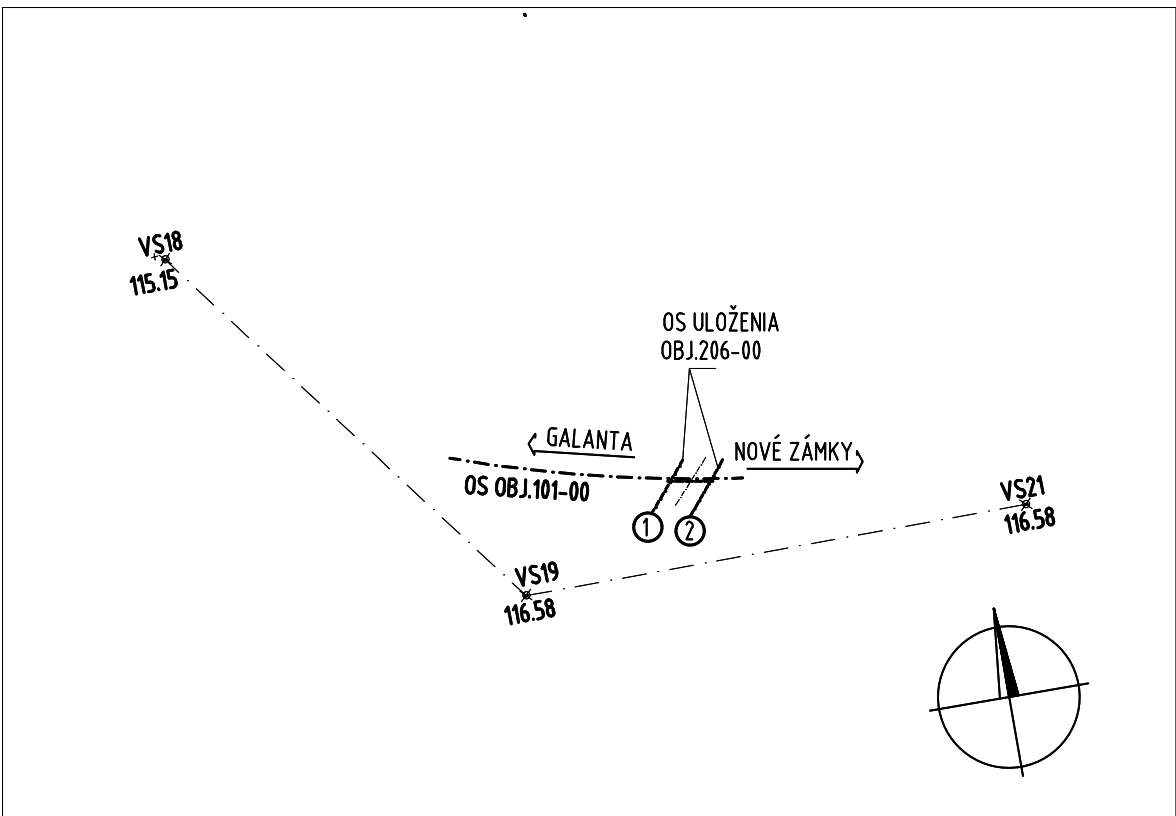 VS18
115.15
OS ULOŽENIA
OBJ.206-00
GALANTA
NOVÉ ZÁMKY
OS OBJ.101-00
1
2
VS21
116.58
VS19
116.58